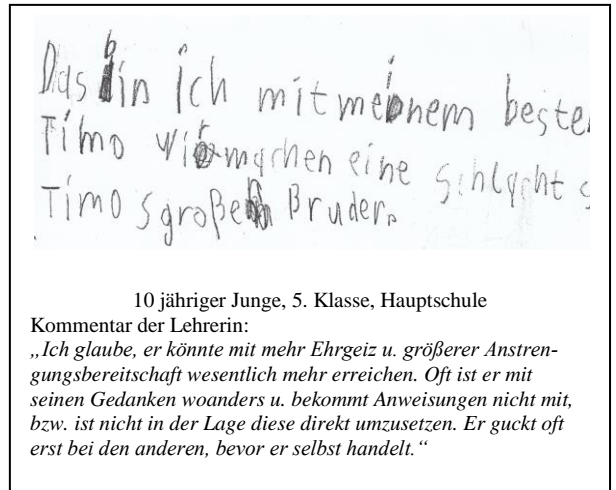 Das bin ich mit meinem beste
Timo wir machen eine schlacht
Timo s großen Bruder.
10 jähriger Junge, 5. Klasse, Hauptschule
Kommentar der Lehrerin:
„Ich glaube, er könnte mit mehr Ehrgeiz u. größerer Anstren-
gungsbereitschaft wesentlich mehr erreichen. Oft ist er mit
seinen Gedanken woanders u. bekommt Anweisungen nicht mit,
bzw. ist nicht in der Lage diese direkt umzusetzen. Er guckt oft
erst bei den anderen, bevor er selbst handelt.“